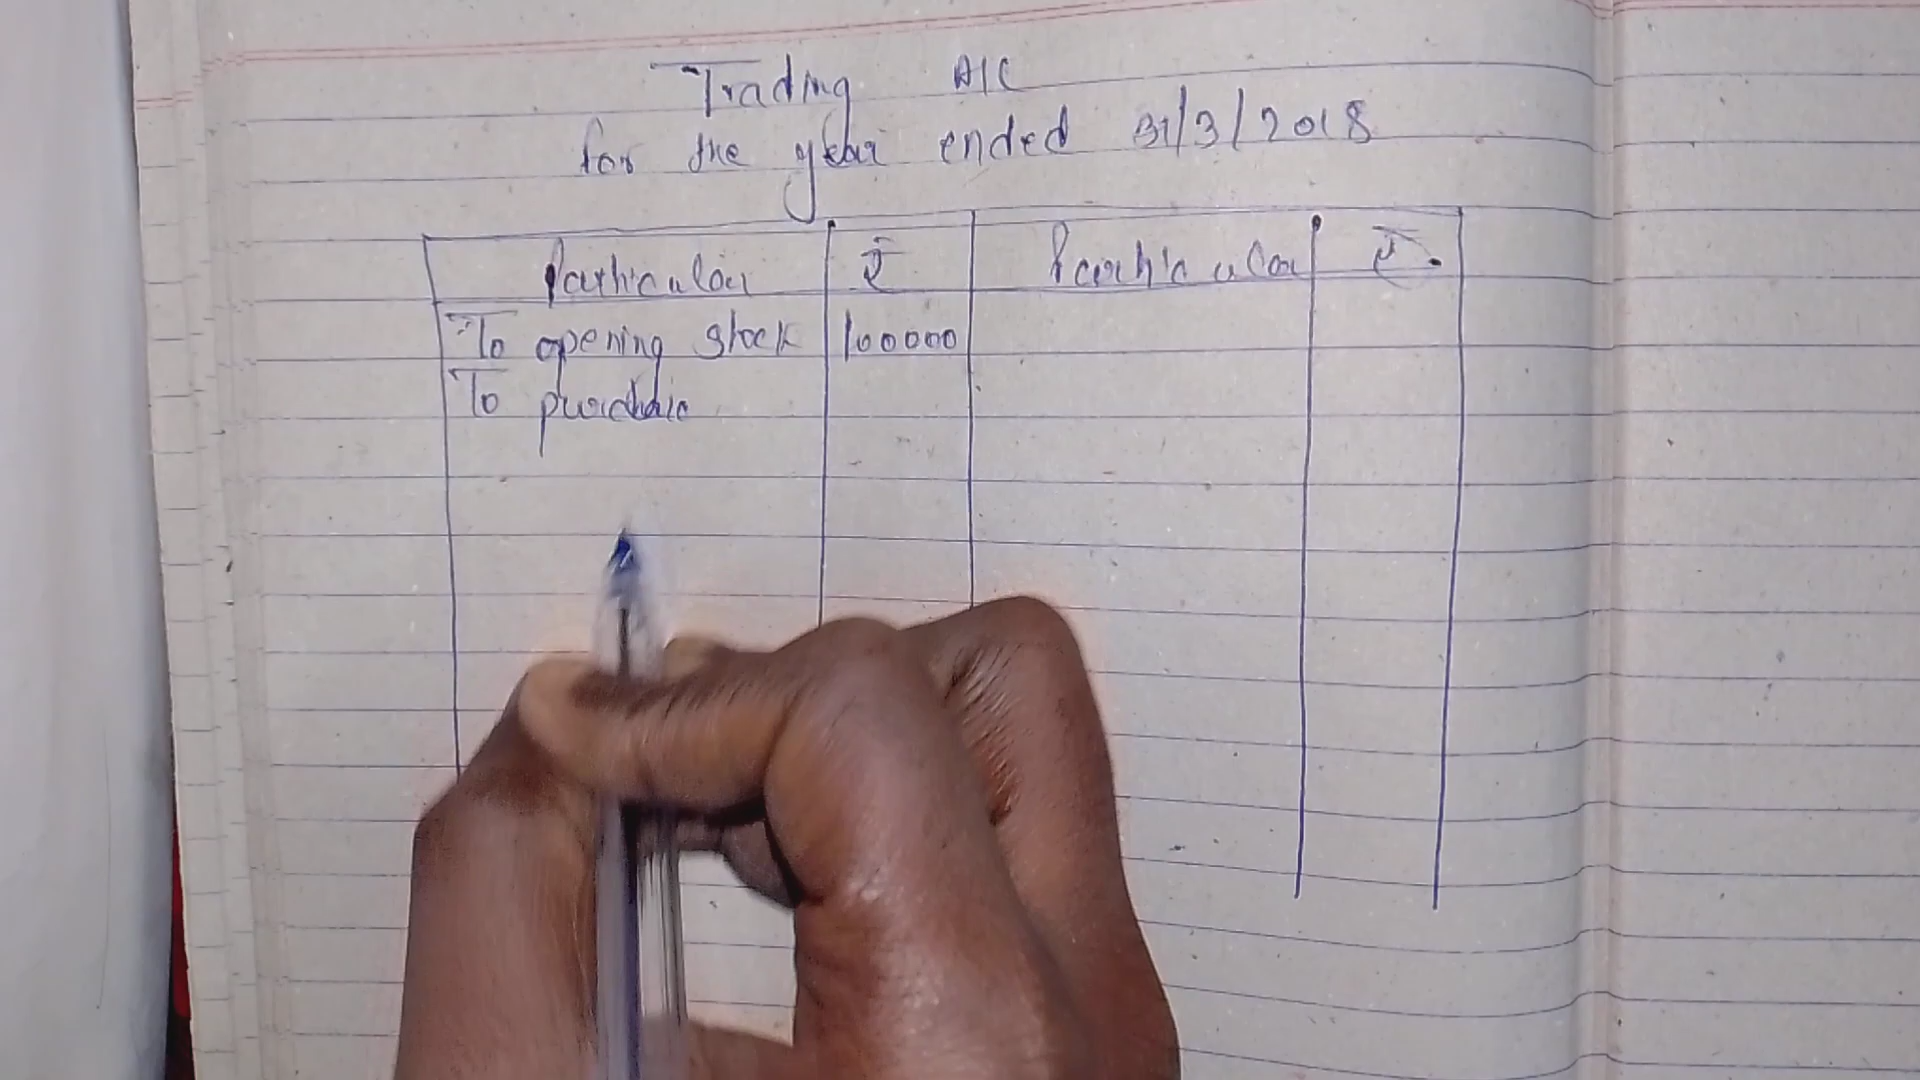 Trading A/C
for the year ended 31/3/2018
Particular ₹ Particular ₹
To opening stock 100000
To purchase